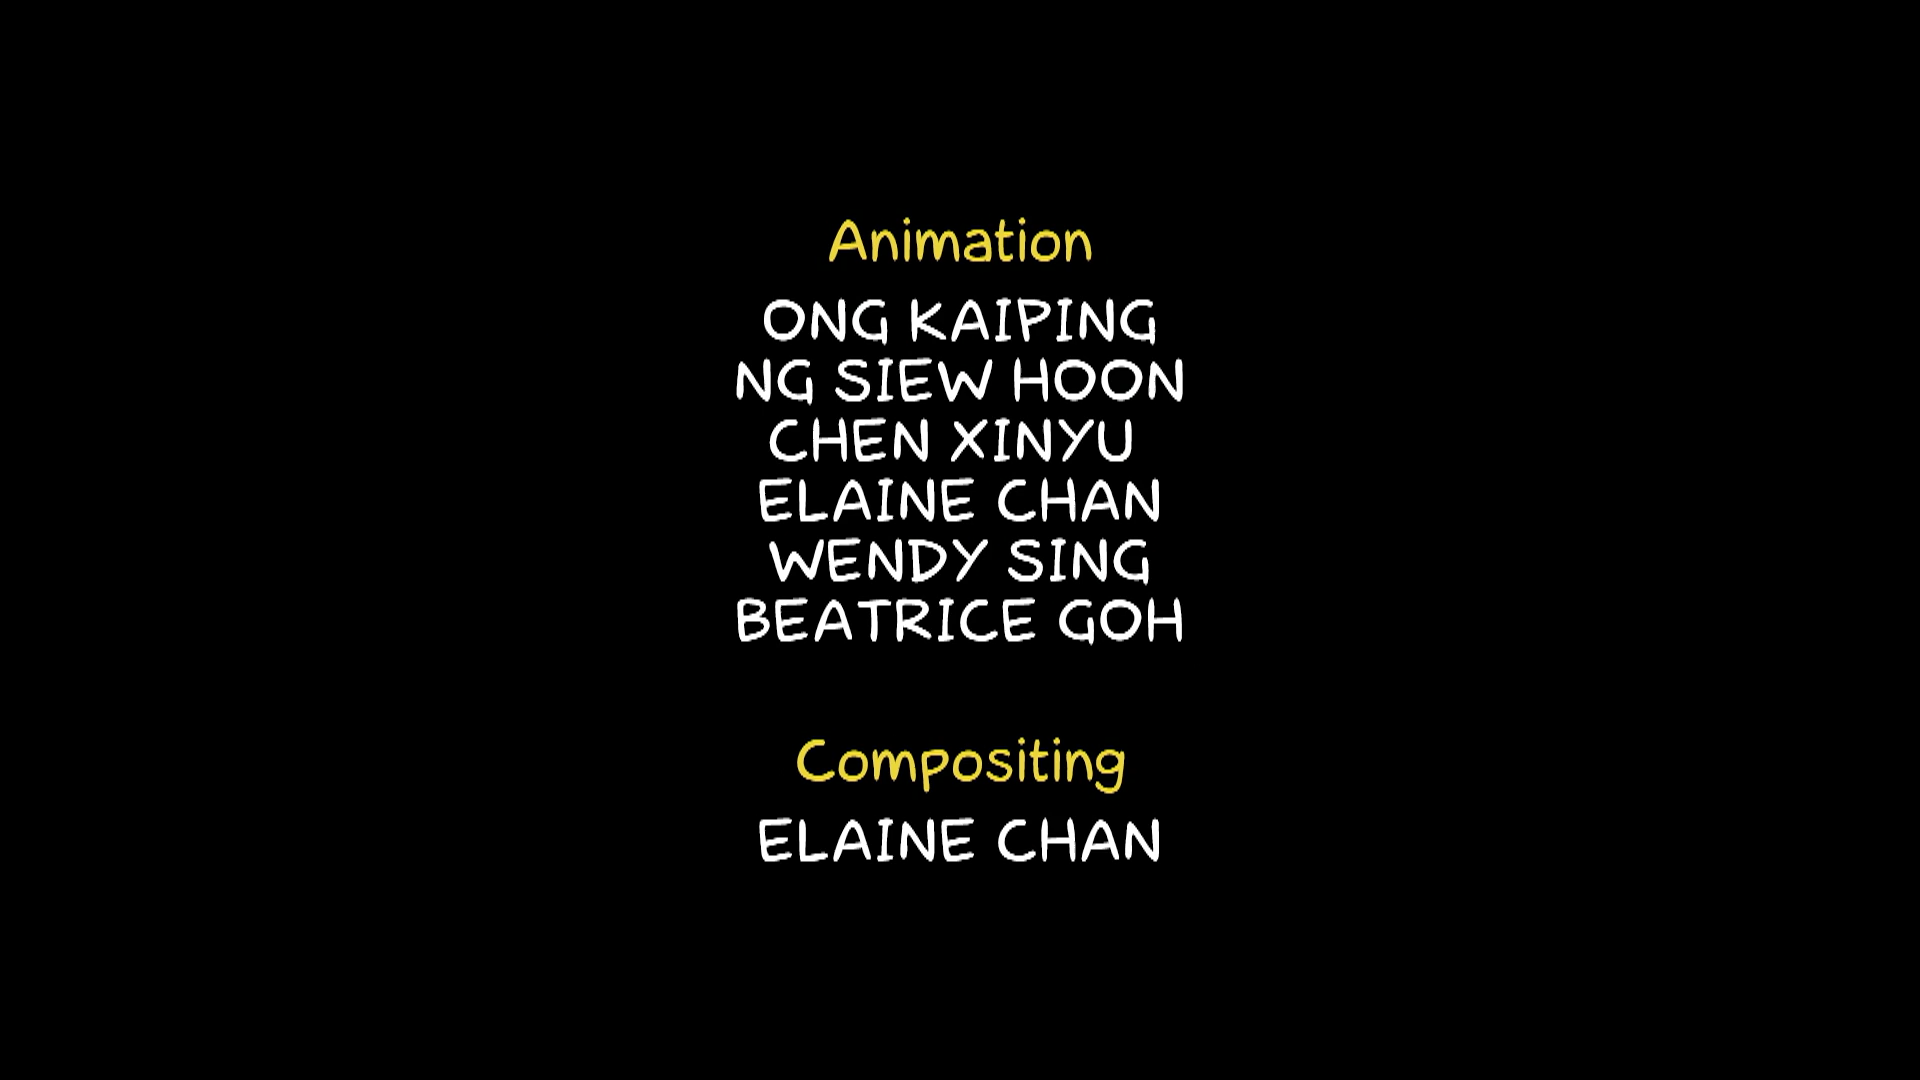 Animation
ONG KAIPING
NG SIEW HOON
CHEN XINYU
ELAINE CHAN
WENDY SING
BEATRICE GOH
Compositing
ELAINE CHAN